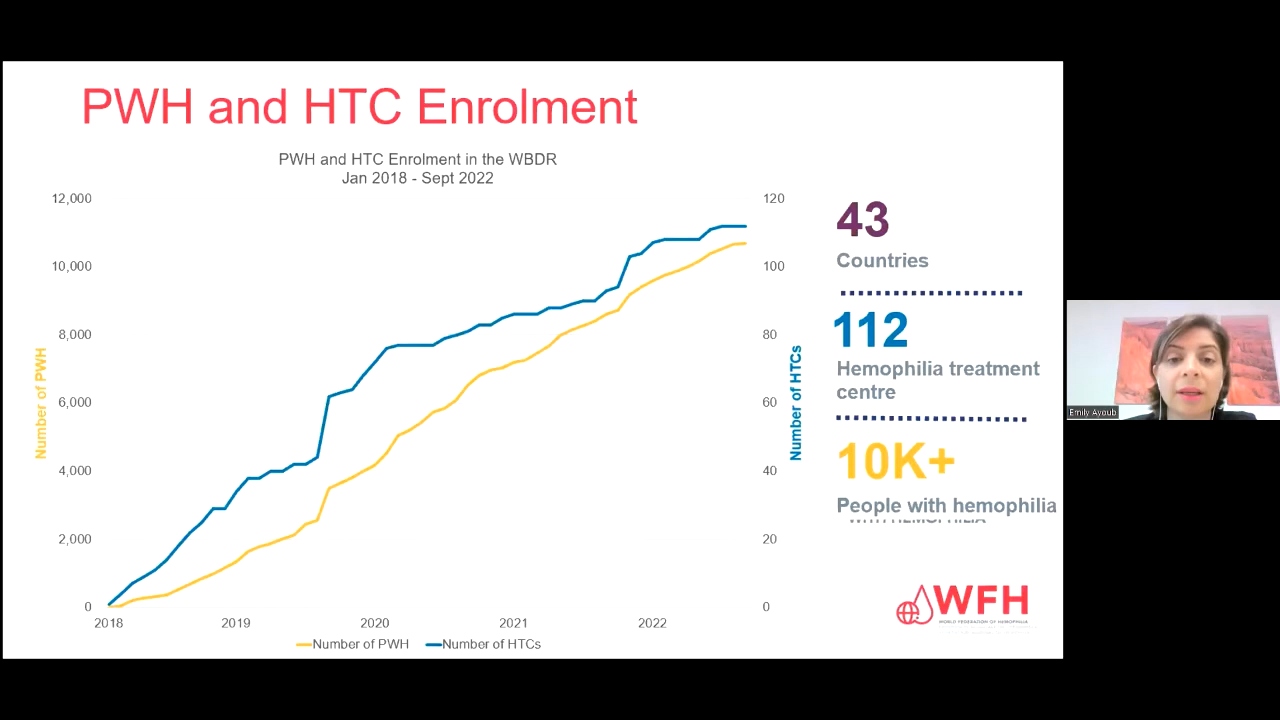 PWH and HTC Enrolment
PWH and HTC Enrolment in the WBDR
Jan 2018 - Sept 2022
12,000
10,000
8,000
6,000
4,000
2,000
0
Number of PWH
120
100
80
60
40
20
0
Number of HTCs
2018
2019
2020
2021
2022
Number of PWH
Number of HTCs
43
Countries
112
Hemophilia treatment
centre
10K+
People with hemophilia
WITH HEMOPHILIA
WFH
WORLD FEDERATION OF HEMOPHILIA
Emily Ayoub